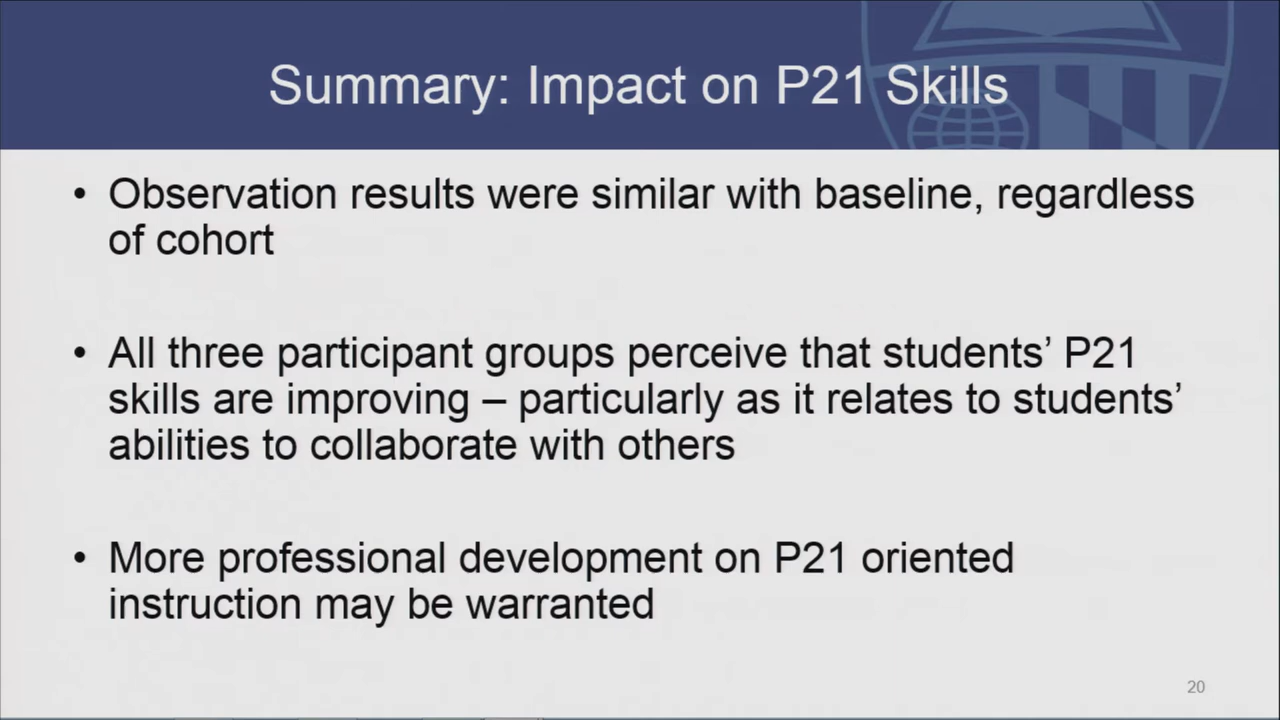 Summary: Impact on P21 Skills
• Observation results were similar with baseline, regardless
of cohort
• All three participant groups perceive that students’ P21
skills are improving – particularly as it relates to students’
abilities to collaborate with others
• More professional development on P21 oriented
instruction may be warranted
20